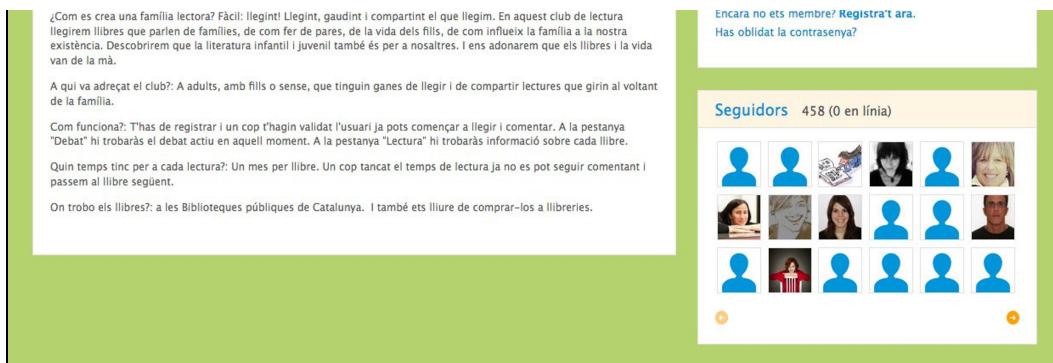 ¿Com es crea una família lectora? Fàcil: llegint! Llegint, gaudint i compartint el que llegim. En aquest club de lectura
llegirem llibres que parlen de famílies, de com fer de pares, de la vida dels fills, de com influeix la família a la nostra
existència. Descobrirem que la literatura infantil i juvenil també és per a nosaltres. I ens adonarem que els llibres i la vida
van de la mà.
A qui va adreçat el club?: A adults, amb fills o sense, que tinguin ganes de llegir i de compartir lectures que girin al voltant
de la família.
Com funciona?: T'has de registrar i un cop t'hagin validat l'usuari ja pots començar a llegir i comentar. A la pestanya
"Debat" hi trobaràs el debat actiu en aquell moment. A la pestanya "Lectura" hi trobaràs informació sobre cada llibre.
Quin temps tinc per a cada lectura?: Un mes per llibre. Un cop tancat el temps de lectura ja no es pot seguir comentant i
passem al llibre següent.
On trobo els llibres?: a les Biblioteques públiques de Catalunya. I també ets lliure de comprar-los a llibreries.
Encara no ets membre? Registra't ara.
Has oblidat la contrasenya?
Seguidors 458 (0 en línia)